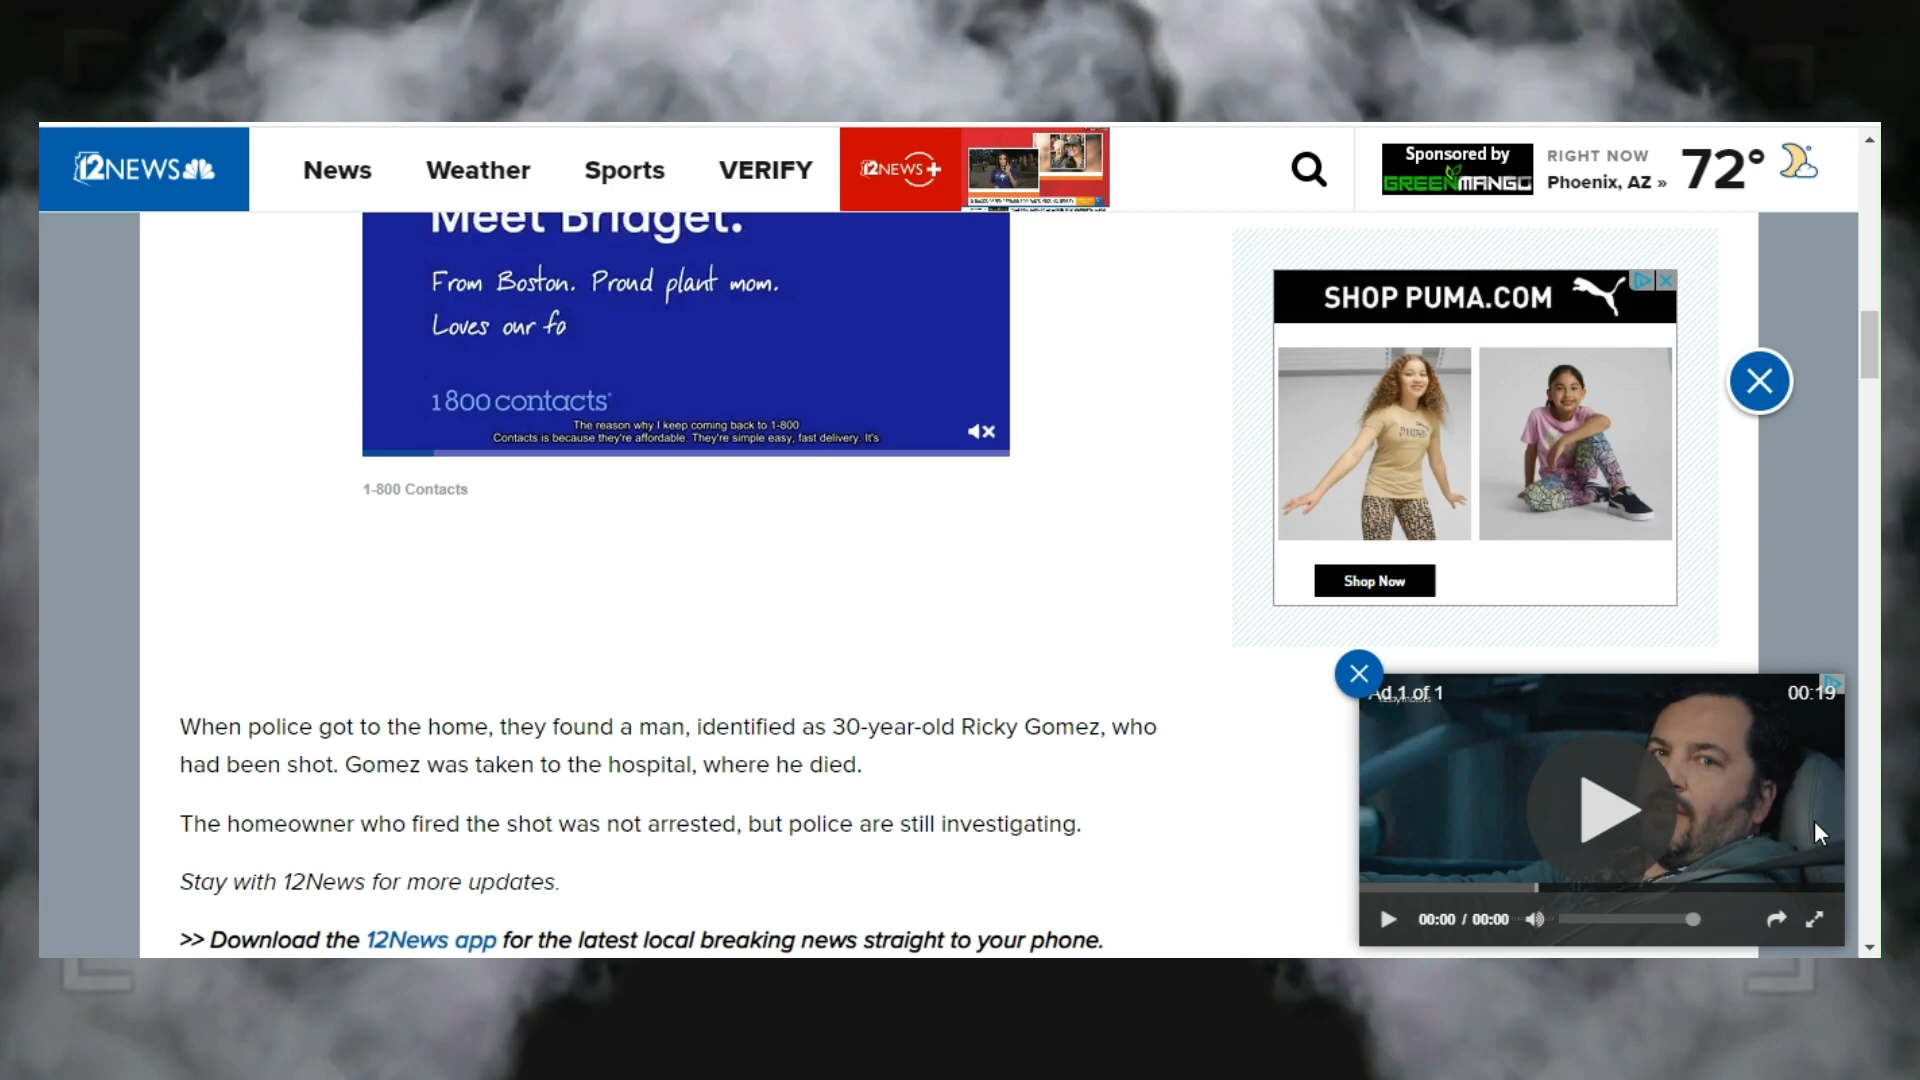 12NEWS
News
Weather
Sports
VERIFY
12NEWS+
Sponsored by
GREENMANGO
RIGHT NOW
Phoenix, AZ »
72°
Meet Bridget.
From Boston. Proud plant mom.
Loves our fo
1800contacts
The reason why I keep coming back to 1-800
Contacts is because they're affordable. They're simple easy, fast delivery. It's
1-800 Contacts
SHOP PUMA.COM
Shop Now
When police got to the home, they found a man, identified as 30-year-old Ricky Gomez, who
had been shot. Gomez was taken to the hospital, where he died.
The homeowner who fired the shot was not arrested, but police are still investigating.
Stay with 12News for more updates.
>> Download the 12News app for the latest local breaking news straight to your phone.
Ad 1 of 1
00:19
00:00 / 00:00